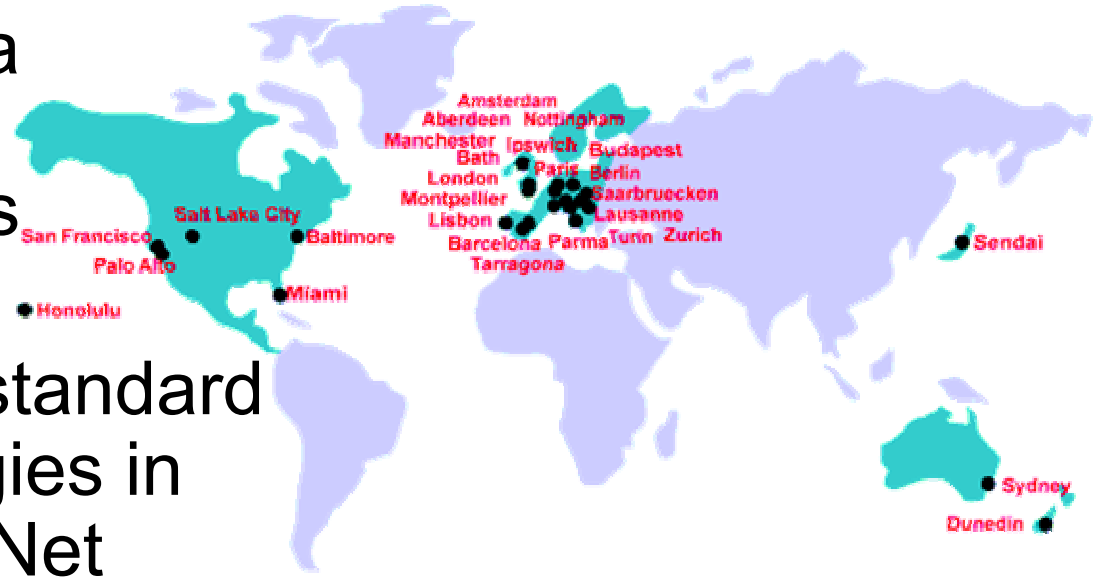 a
s
standard
gies in
Net
Amsterdam
Aberdeen Nottingham
Manchester Ipswich Budapest
Bath Paris Berlin
London Saarbruecken
Montpellier Lausanne
Lisbon
Barcelona Parma Turin Zurich
Tarragona
Salt Lake City
San Francisco Baltimore
Palo Alto
Miami
Honolulu
Sendai
Sydney
Dunedin